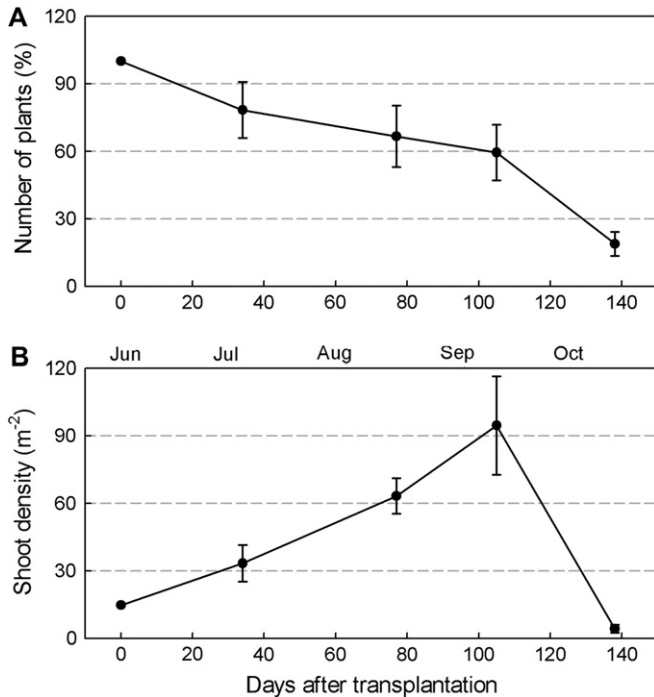 A
Number of plants (%)
120
90
60
30
0
0 20 40 60 80 100 120 140
B
Jun Jul Aug Sep Oct
Shoot density (m⁻²)
120
90
60
30
0
0 20 40 60 80 100 120 140
Days after transplantation